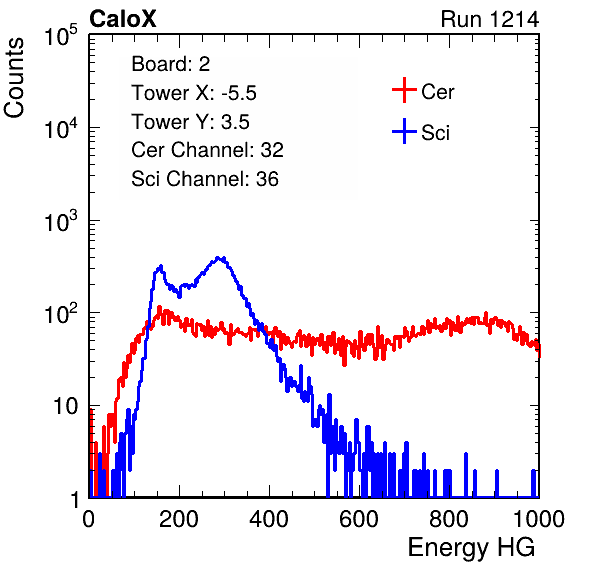 CaloX Run 1214
10^5
Counts
Board: 2
Tower X: -5.5
Tower Y: 3.5
Cer Channel: 32
Sci Channel: 36
Cer
Sci
10^4
10^3
10^2
10
1
0 200 400 600 800 1000
Energy HG